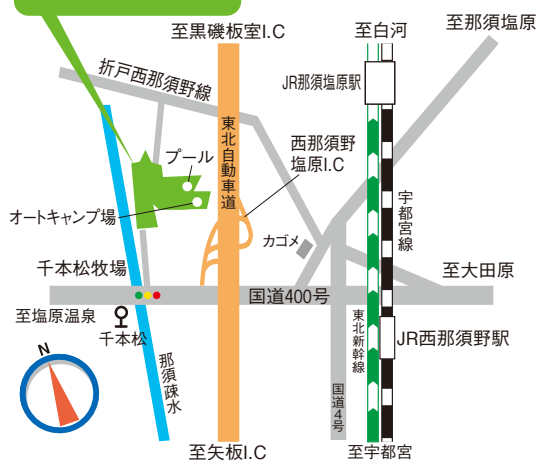 至黒磯板室I.C
至白河
至那須塩原
折戸西那須野線
JR那須塩原駅
東北自動車道
西那須野
塩原I.C
プール
オートキャンプ場
カゴメ
宇都宮線
千本松牧場
至大田原
国道400号
至塩原温泉
千本松
那須疏水
東北新幹線
JR西那須野駅
国道4号
N
至矢板I.C
至宇都宮